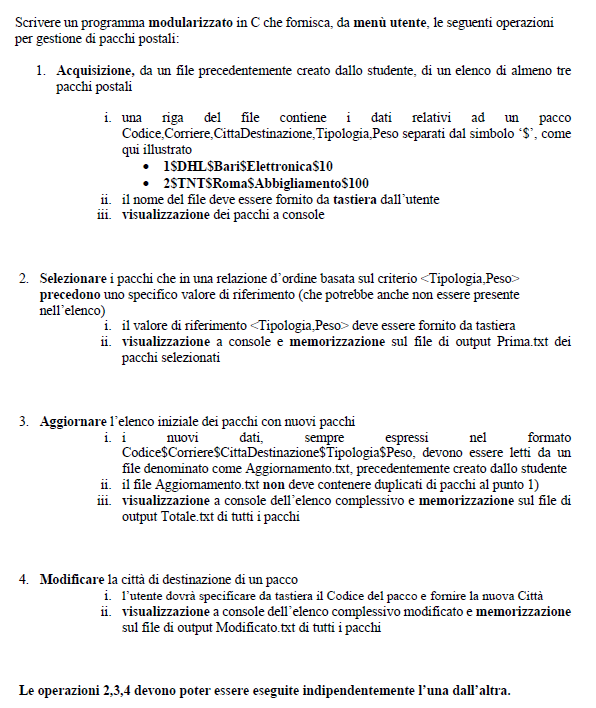 Scrivere un programma modularizzato in C che fornisca, da menù utente, le seguenti operazioni
per gestione di pacchi postali:
1. Acquisizione, da un file precedentemente creato dallo studente, di un elenco di almeno tre
pacchi postali
i. una riga del file contiene i dati relativi ad un pacco
Codice,Corriere,CittaDestinazione,Tipologia,Peso separati dal simbolo ‘$’, come
qui illustrato
• 1$DHL$Bari$Elettronica$10
• 2$TNT$Roma$Abbigliamento$100
ii. il nome del file deve essere fornito da tastiera dall’utente
iii. visualizzazione dei pacchi a console
2. Selezionare i pacchi che in una relazione d’ordine basata sul criterio <Tipologia,Peso>
precedono uno specifico valore di riferimento (che potrebbe anche non essere presente
nell’elenco)
i. il valore di riferimento <Tipologia,Peso> deve essere fornito da tastiera
ii. visualizzazione a console e memorizzazione sul file di output Prima.txt dei
pacchi selezionati
3. Aggiornare l’elenco iniziale dei pacchi con nuovi pacchi
i. i nuovi dati, sempre espressi nel formato
Codice$Corriere$CittaDestinazione$Tipologia$Peso, devono essere letti da un
file denominato come Aggiornamento.txt, precedentemente creato dallo studente
ii. il file Aggiornamento.txt non deve contenere duplicati di pacchi al punto 1)
iii. visualizzazione a console dell’elenco complessivo e memorizzazione sul file di
output Totale.txt di tutti i pacchi
4. Modificare la città di destinazione di un pacco
i. l’utente dovrà specificare da tastiera il Codice del pacco e fornire la nuova Città
ii. visualizzazione a console dell’elenco complessivo modificato e memorizzazione
sul file di output Modificato.txt di tutti i pacchi
Le operazioni 2,3,4 devono poter essere eseguite indipendentemente l’una dall’altra.